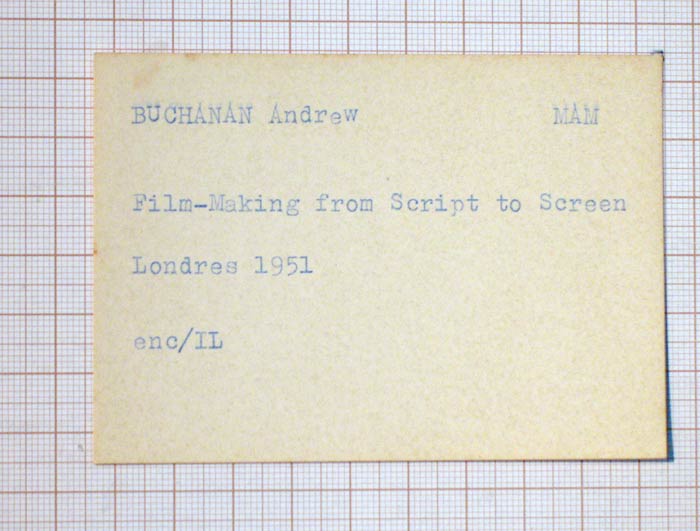 BUCHANAN Andrew MAM
Film-Making from Script to Screen
Londres 1951
enc/IL